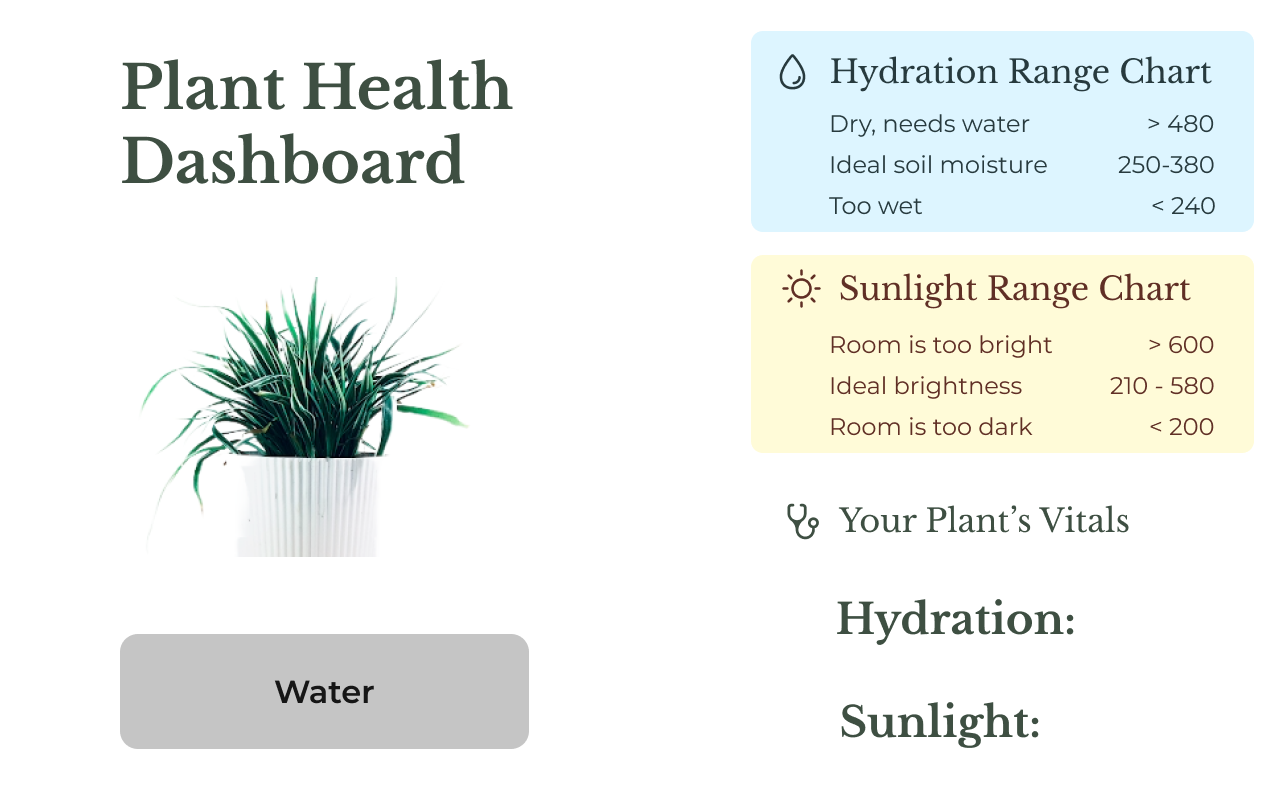 Plant Health
Dashboard
Water
Hydration Range Chart
Dry, needs water > 480
Ideal soil moisture 250-380
Too wet < 240
Sunlight Range Chart
Room is too bright > 600
Ideal brightness 210 - 580
Room is too dark < 200
Your Plant’s Vitals
Hydration:
Sunlight: